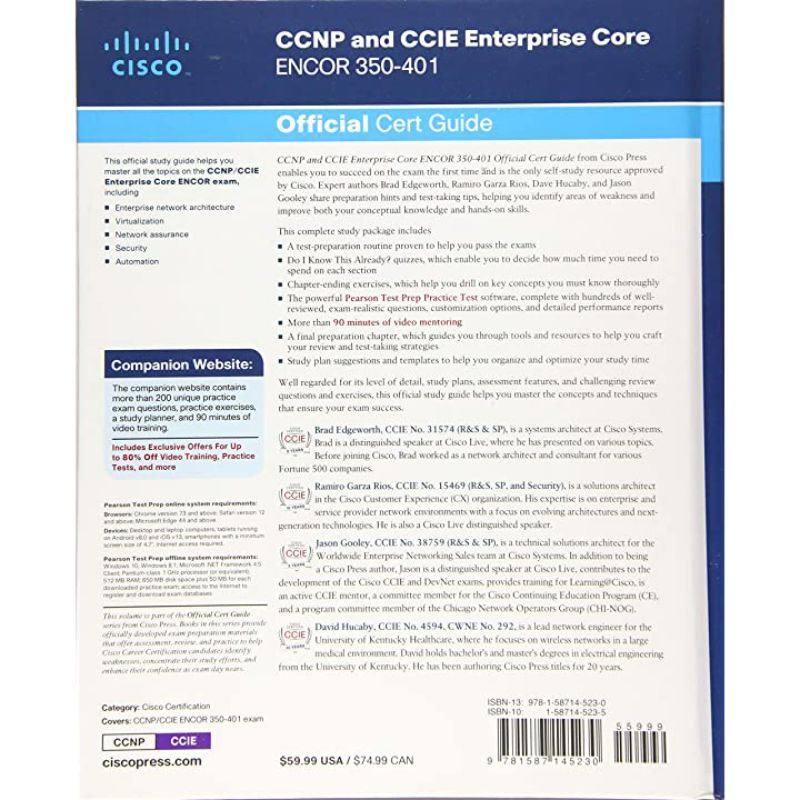 CISCO
CCNP and CCIE Enterprise Core
ENCOR 350-401
Official Cert Guide
This official study guide helps you
master all the topics on the CCNP/CCIE
Enterprise Core ENCOR exam,
including
■ Enterprise network architecture
■ Virtualization
■ Network assurance
■ Security
■ Automation
Companion Website:
The companion website contains
more than 200 unique practice
exam questions, practice exercises,
a study planner, and 90 minutes of
video training.
Includes Exclusive Offers For Up
to 80% Off Video Training, Practice
Tests, and more
Pearson Test Prep online system requirements:
Browsers: Chrome version 73 and above; Safari version 12
and above; Microsoft Edge 44 and above.
Devices: Desktop and laptop computers, tablets running
on Android v8.0 and iOS v13, smartphones with a minimum
screen size of 4.7". Internet access required.
Pearson Test Prep offline system requirements:
Windows 10, Windows 8.1; Microsoft .NET Framework 4.5
Client; Pentium-class 1 GHz processor (or equivalent);
512 MB RAM; 650 MB disk space plus 50 MB for each
downloaded practice exam; access to the Internet to
register and download exam databases
This volume is part of the Official Cert Guide
series from Cisco Press. Books in this series provide
officially developed exam preparation materials
that offer assessment, review, and practice to help
Cisco Career Certification candidates identify
weaknesses, concentrate their study efforts, and
enhance their confidence as exam day nears.
CCNP and CCIE Enterprise Core ENCOR 350-401 Official Cert Guide from Cisco Press
enables you to succeed on the exam the first time and is the only self-study resource approved
by Cisco. Expert authors Brad Edgeworth, Ramiro Garza Rios, Dave Hucaby, and Jason
Gooley share preparation hints and test-taking tips, helping you identify areas of weakness and
improve both your conceptual knowledge and hands-on skills.
This complete study package includes
■ A test-preparation routine proven to help you pass the exams
■ Do I Know This Already? quizzes, which enable you to decide how much time you need to
spend on each section
■ Chapter-ending exercises, which help you drill on key concepts you must know thoroughly
■ The powerful Pearson Test Prep Practice Test software, complete with hundreds of well-
reviewed, exam-realistic questions, customization options, and detailed performance reports
■ More than 90 minutes of video mentoring
■ A final preparation chapter, which guides you through tools and resources to help you craft
your review and test-taking strategies
■ Study plan suggestions and templates to help you organize and optimize your study time
Well regarded for its level of detail, study plans, assessment features, and challenging review
questions and exercises, this official study guide helps you master the concepts and techniques
that ensure your exam success.
CCIE
Brad Edgeworth, CCIE No. 31574 (R&S & SP), is a systems architect at Cisco Systems.
Brad is a distinguished speaker at Cisco Live, where he has presented on various topics.
Before joining Cisco, Brad worked as a network architect and consultant for various
Fortune 500 companies.
CCIE
Ramiro Garza Rios, CCIE No. 15469 (R&S, SP, and Security), is a solutions architect
in the Cisco Customer Experience (CX) organization. His expertise is on enterprise and
service provider network environments with a focus on evolving architectures and next-
generation technologies. He is also a Cisco Live distinguished speaker.
CCIE
Jason Gooley, CCIE No. 38759 (R&S & SP), is a technical solutions architect for the
Worldwide Enterprise Networking Sales team at Cisco Systems. In addition to being
a Cisco Press author, Jason is a distinguished speaker at Cisco Live, contributes to the
development of the Cisco CCIE and DevNet exams, provides training for Learning@Cisco, is
an active CCIE mentor, a committee member for the Cisco Continuing Education Program (CE),
and a program committee member of the Chicago Network Operators Group (CHI-NOG).
CCIE
David Hucaby, CCIE No. 4594, CWNE No. 292, is a lead network engineer for the
University of Kentucky Healthcare, where he focuses on wireless networks in a large
medical environment. David holds bachelor's and master's degrees in electrical engineering
from the University of Kentucky. He has been authoring Cisco Press titles for 20 years.
Category: Cisco Certification
Covers: CCNP/CCIE ENCOR 350-401 exam
CCNP CCIE
ciscopress.com
$59.99 USA / $74.99 CAN
ISBN-13: 978-1-58714-523-0
ISBN-10: 1-58714-523-5
55999
9 781587 145230